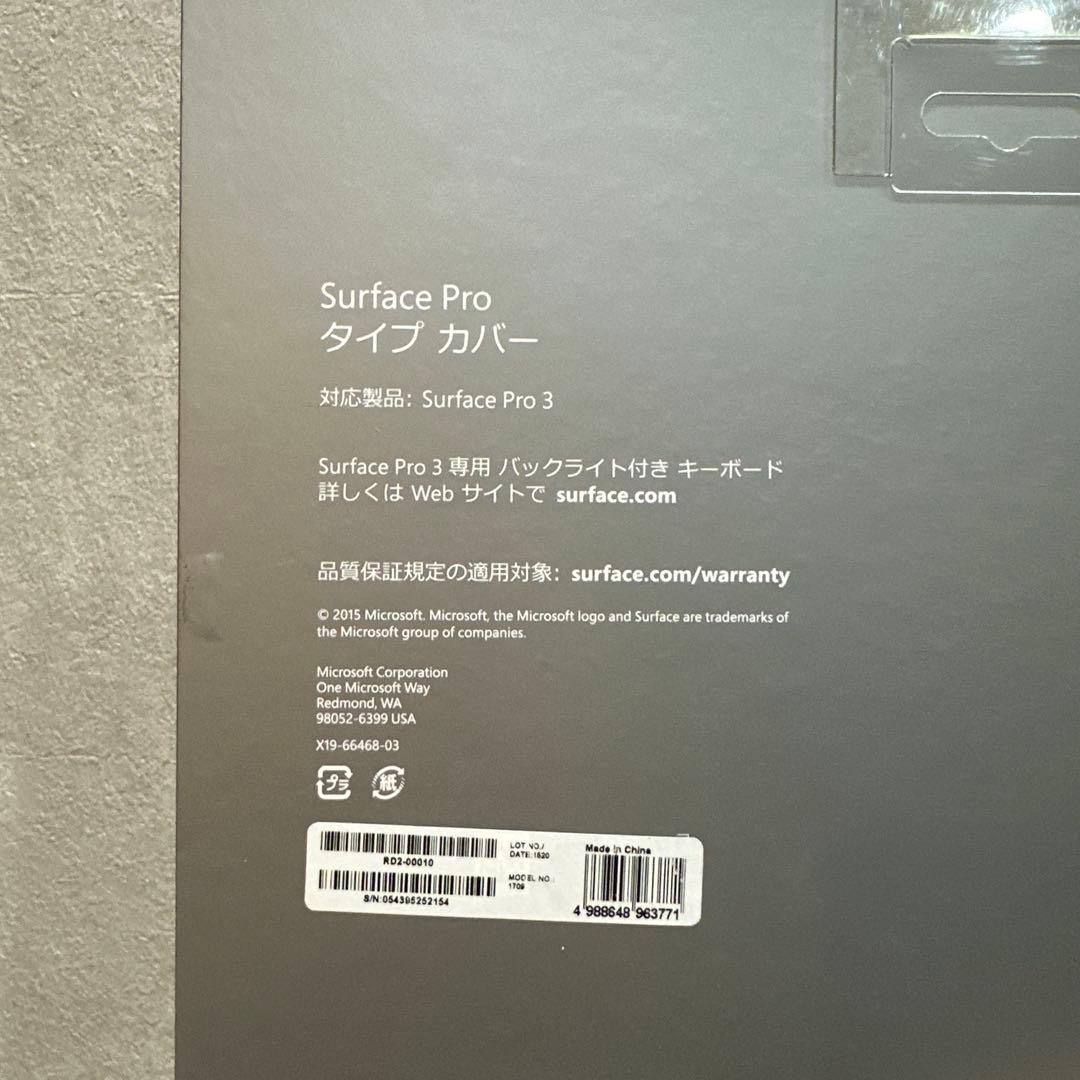 Surface Pro
タイプ カバー
対応製品: Surface Pro 3
Surface Pro 3 専用 バックライト付き キーボード
詳しくは Web サイトで surface.com
品質保証規定の適用対象: surface.com/warranty
© 2015 Microsoft. Microsoft, the Microsoft logo and Surface are trademarks of
the Microsoft group of companies.
Microsoft Corporation
One Microsoft Way
Redmond, WA
98052-6399 USA
X19-66468-03
プラ 紙
RD2-00010
LOT NO./
DATE:1520
Made in China
S/N:054395252154
MODEL NO.:
1709
4 988648 963771